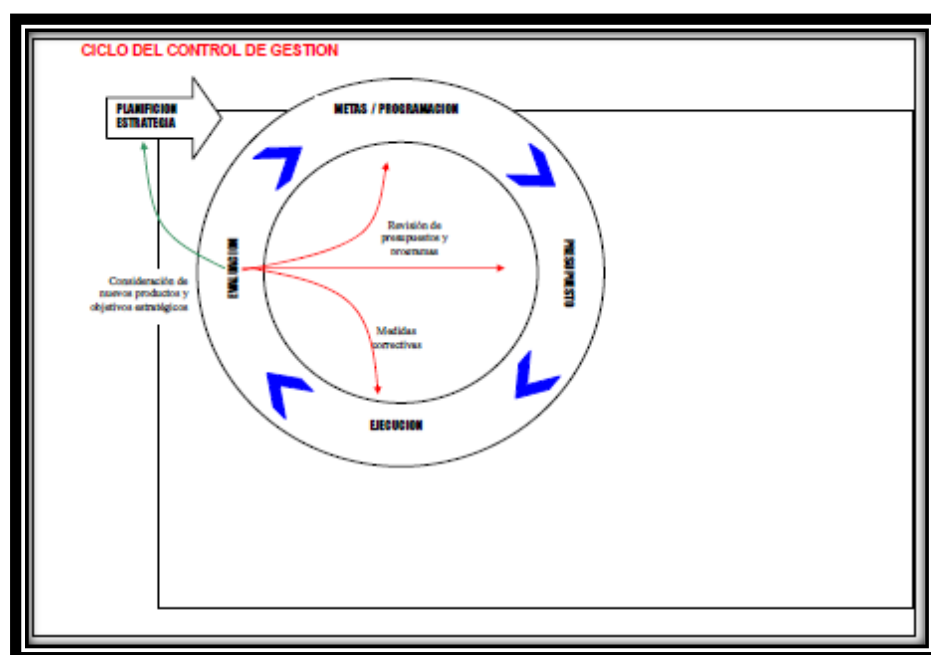 CICLO DEL CONTROL DE GESTION
PLANIFICION
ESTRATEGIA
METAS / PROGRAMACION
Revisión de
presupuestos y
programas
PRESUPUESTO
EVALUACION
Consideración de
nuevos productos y
objetivos estratégicos
Medidas
correctivas
EJECUCION